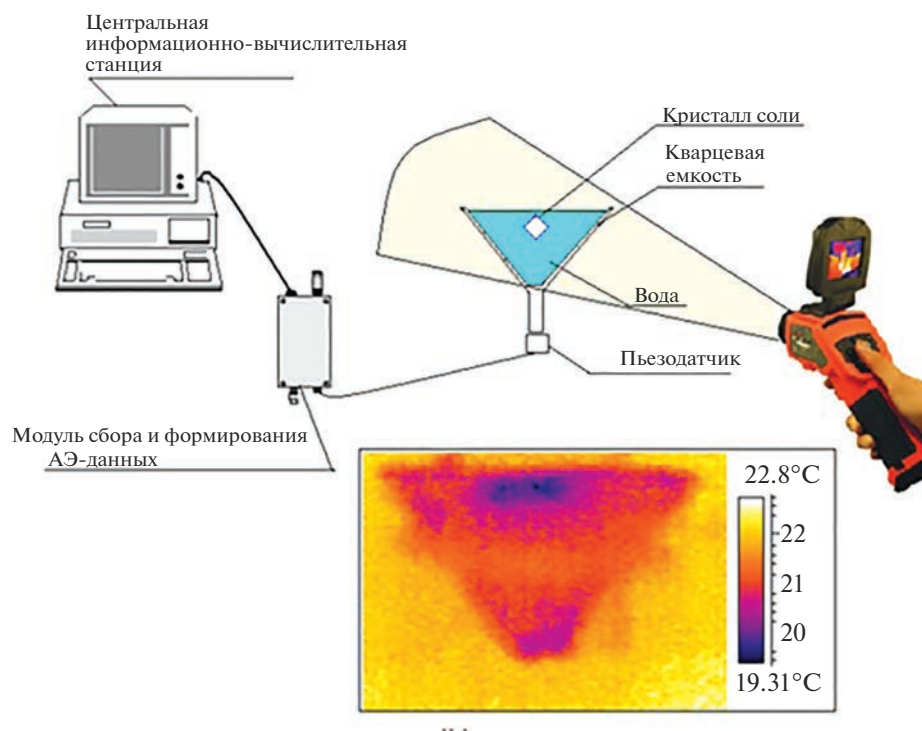 Центральная
информационно-вычислительная
станция
Кристалл соли
Кварцевая
емкость
Вода
Пьезодатчик
Модуль сбора и формирования
АЭ-данных
22.8°C
22
21
20
19.31°C